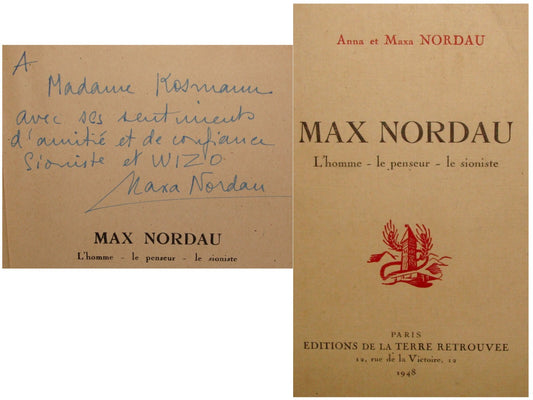 A
Madame Kosmann
avec ses sentiments
d'amitié et de confiance
Sioniste et WIZO
Maxa Nordau
MAX NORDAU
L'homme - le penseur - le sioniste
Anna et Maxa NORDAU
MAX NORDAU
L'homme - le penseur - le sioniste
PARIS
EDITIONS DE LA TERRE RETROUVEE
12, rue de la Victoire, 12
1948